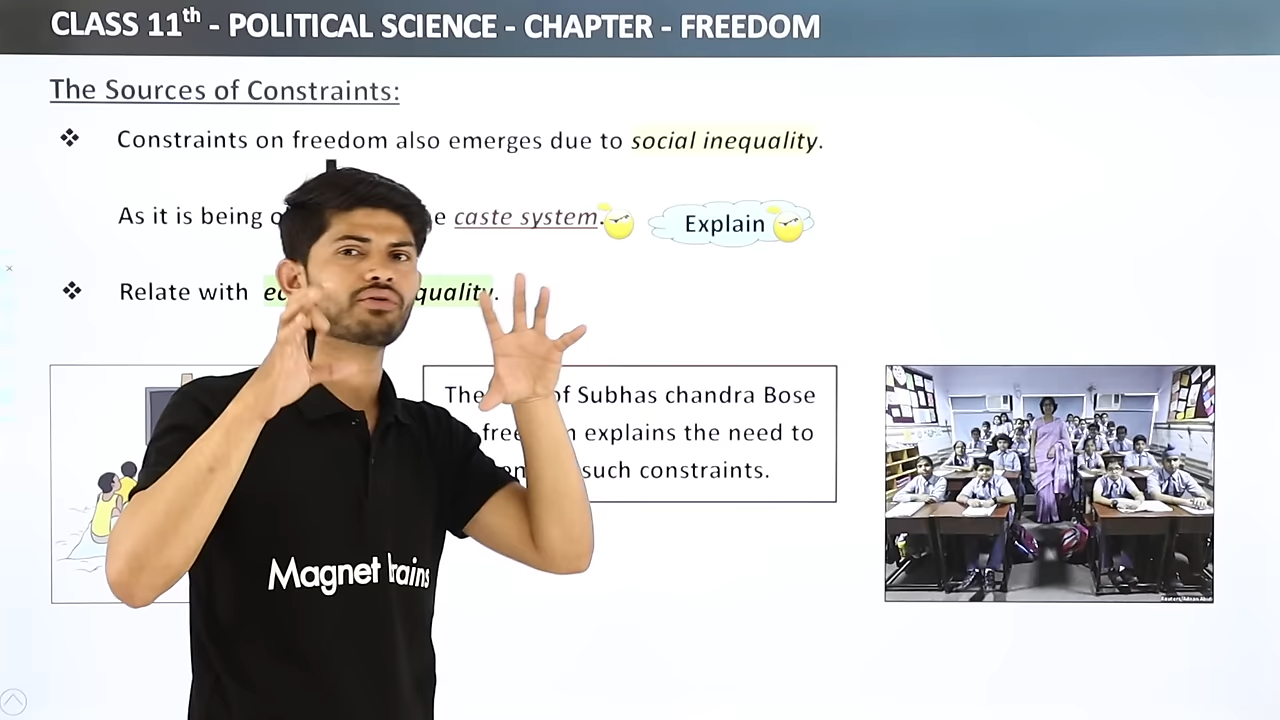 CLASS 11th - POLITICAL SCIENCE - CHAPTER - FREEDOM
The Sources of Constraints:
Constraints on freedom also emerges due to social inequality.
As it is being caste system.
Explain
Relate with quality.
The of Subhas chandra Bose
explains the need to
such constraints.
Magnet brains